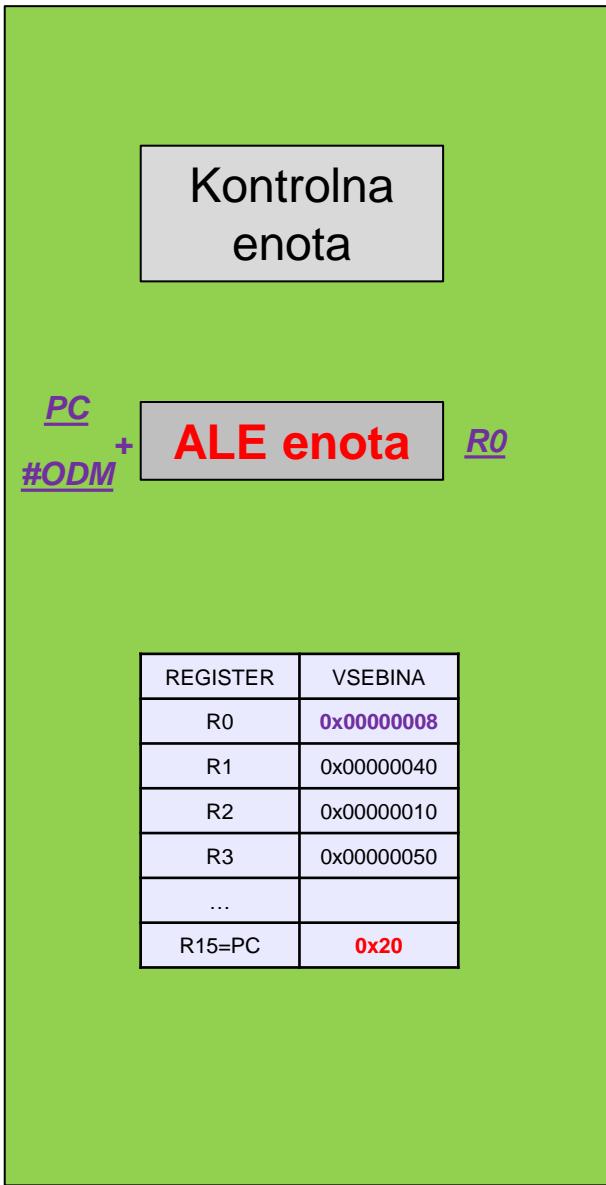 Kontrolna
enota
PC
+
#ODM
ALE enota
R0
REGISTER VSEBINA
R0 0x00000008
R1 0x00000040
R2 0x00000010
R3 0x00000050
…
R15=PC 0x20